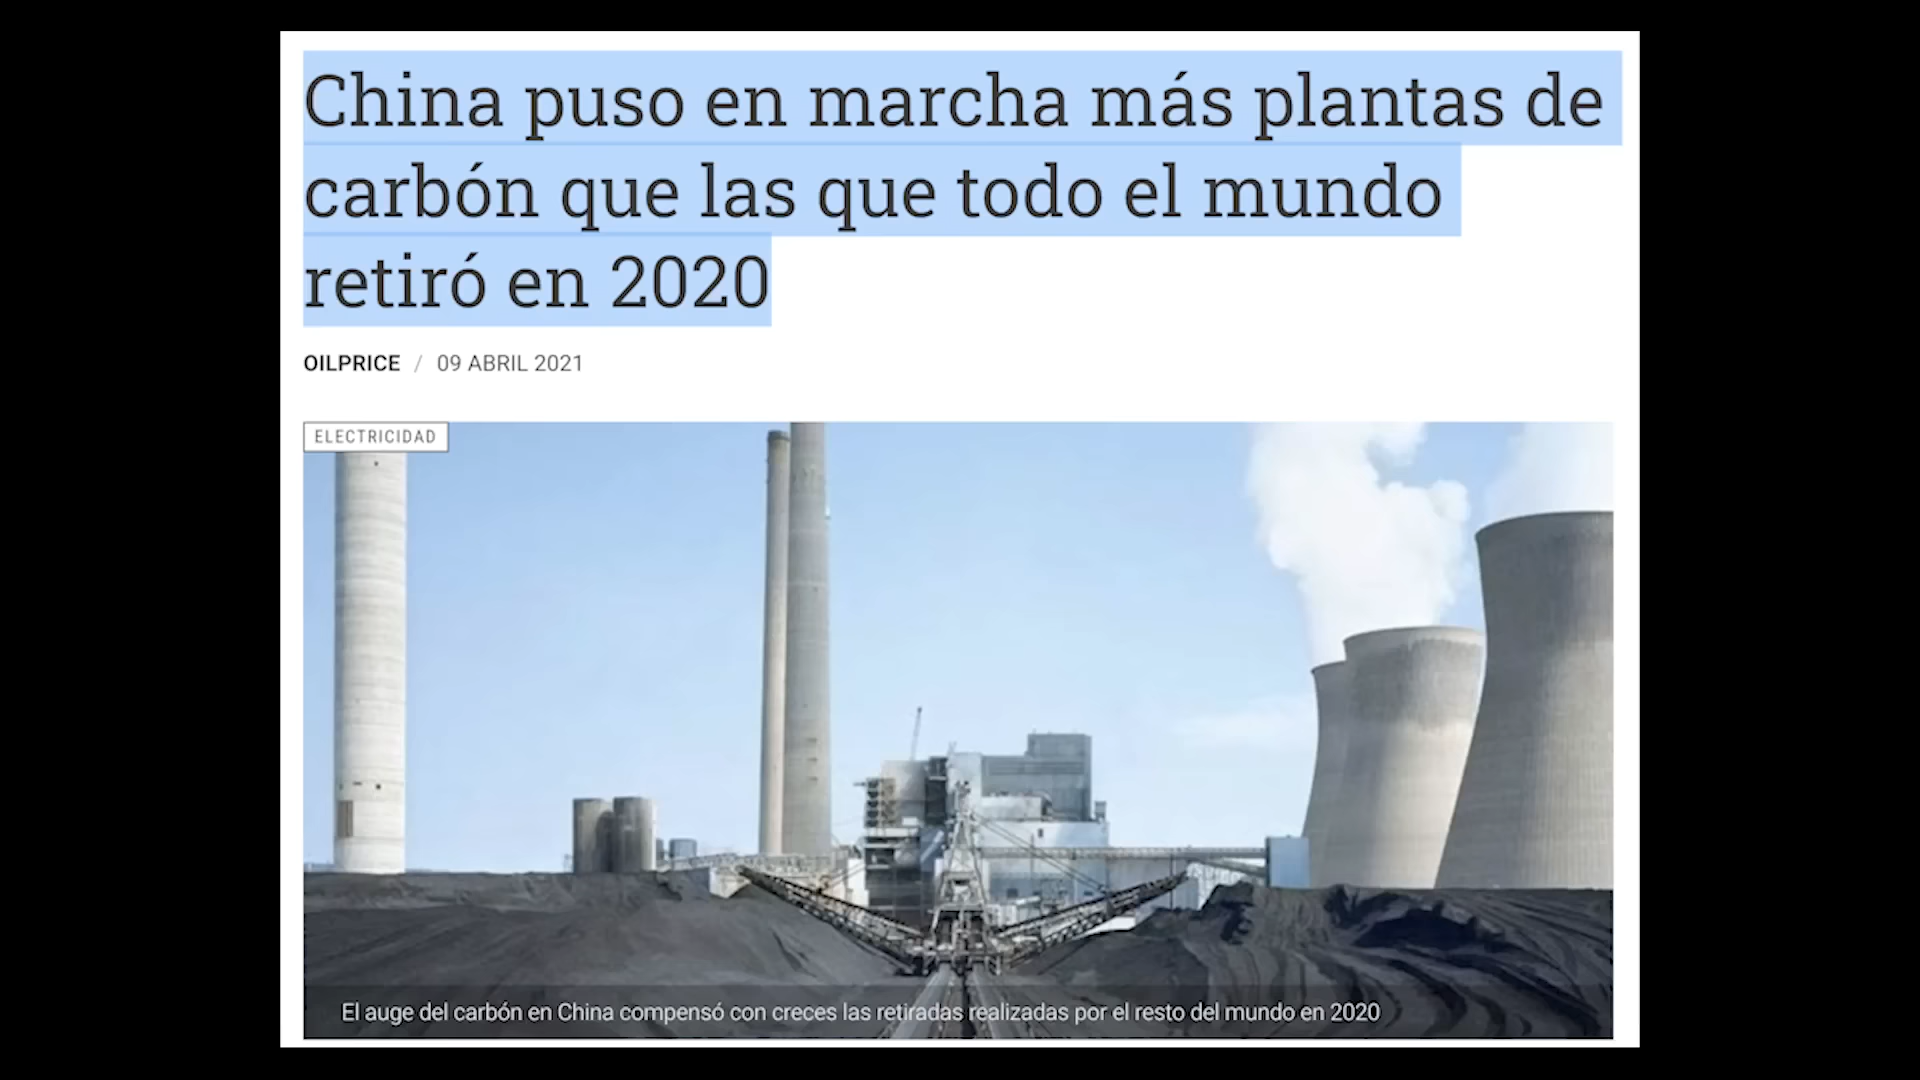 China puso en marcha más plantas de
carbón que las que todo el mundo
retiró en 2020
OILPRICE / 09 ABRIL 2021
ELECTRICIDAD
El auge del carbón en China compensó con creces las retiradas realizadas por el resto del mundo en 2020